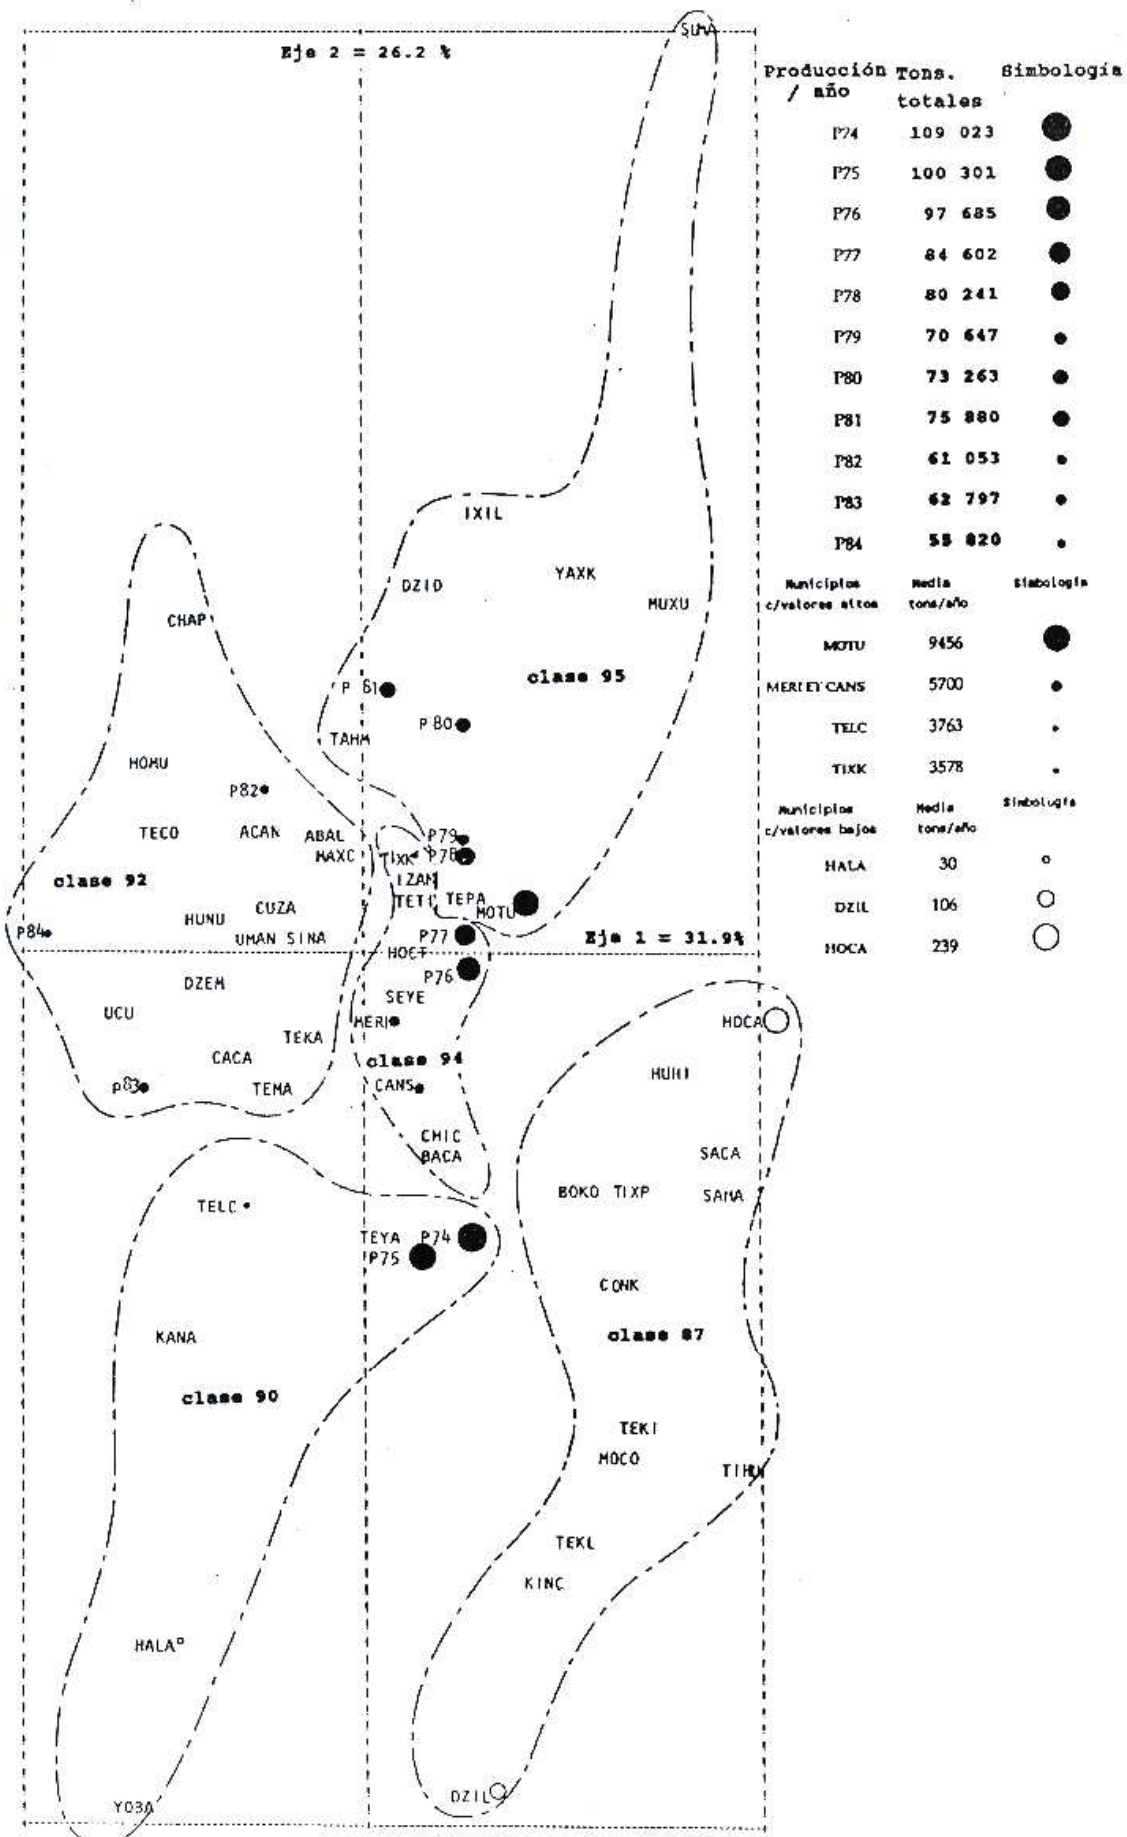 SUMA
Eje 2 = 26.2 %
IXIL
DZID
YAXK
MUXU
CHAP
clase 95
P 81
P 80
TAHM
HOMU
P82
TECO
ACAN
ABAL
MAXC
P79
TIXK
P78
clase 92
IZAM
TETI
TEPA
MOTU
HUNU
CUZA
P84
UMAN SINA
P77
Eje 1 = 31.9%
HOCT
P76
DZEM
SEYE
UCU
MERI
HOCA
TEKA
CACA
clase 94
HUHI
P83
TEMA
CANS
CHIC
BACA
SACA
BOKO TIXP
SAMA
TELC
TEYA P74
P75
CONK
KANA
clase 87
clase 90
TEKI
MOCO
TIHU
TEKL
KINC
HALA
DZIL
YOBA
Producción / año Tons. totales Simbología
P74 109 023
P75 100 301
P76 97 685
P77 84 602
P78 80 241
P79 70 647
P80 73 263
P81 75 880
P82 61 053
P83 62 797
P84 55 820
Municipios c/valores altos Media tons/año Simbología
MOTU 9456
MERI ET CANS 5700
TELC 3763
TIXK 3578
Municipios c/valores bajos Media tons/año Simbología
HALA 30
DZIL 106
HOCA 239